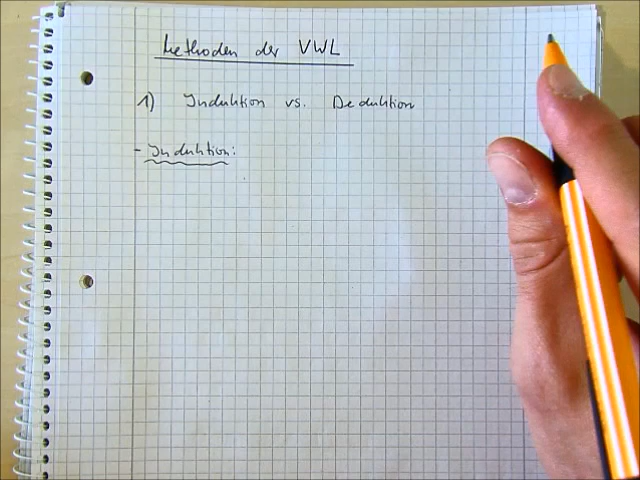 Methoden der VWL
1) Induktion vs. Deduktion
- Induktion: